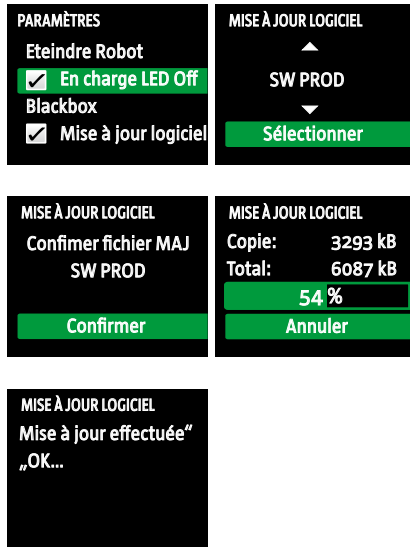 PARAMÈTRES
Eteindre Robot
En charge LED Off
Blackbox
Mise à jour logiciel
MISE À JOUR LOGICIEL
SW PROD
Sélectionner
MISE À JOUR LOGICIEL
Confimer fichier MAJ
SW PROD
Confirmer
MISE À JOUR LOGICIEL
Copie: 3293 kB
Total: 6087 kB
54 %
Annuler
MISE À JOUR LOGICIEL
Mise à jour effectuée“
„OK...